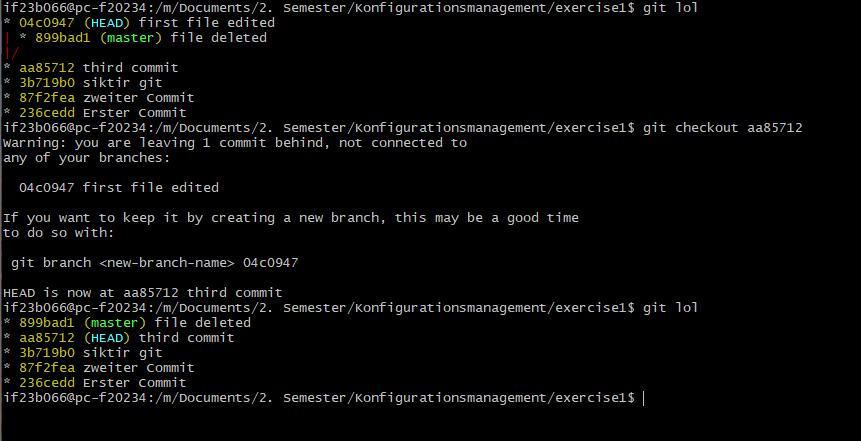 if23b066@pc-f20234:/m/Documents/2. Semester/Konfigurationsmanagement/exercise1$ git lol
* 04c0947 (HEAD) first file edited
| * 899bad1 (master) file deleted
|/
* aa85712 third commit
* 3b719b0 siktir git
* 87f2fea zweiter Commit
* 236cedd Erster Commit
if23b066@pc-f20234:/m/Documents/2. Semester/Konfigurationsmanagement/exercise1$ git checkout aa85712
Warning: you are leaving 1 commit behind, not connected to
any of your branches:
04c0947 first file edited
If you want to keep it by creating a new branch, this may be a good time
to do so with:
git branch <new-branch-name> 04c0947
HEAD is now at aa85712 third commit
if23b066@pc-f20234:/m/Documents/2. Semester/Konfigurationsmanagement/exercise1$ git lol
* 899bad1 (master) file deleted
* aa85712 (HEAD) third commit
* 3b719b0 siktir git
* 87f2fea zweiter Commit
* 236cedd Erster Commit
if23b066@pc-f20234:/m/Documents/2. Semester/Konfigurationsmanagement/exercise1$